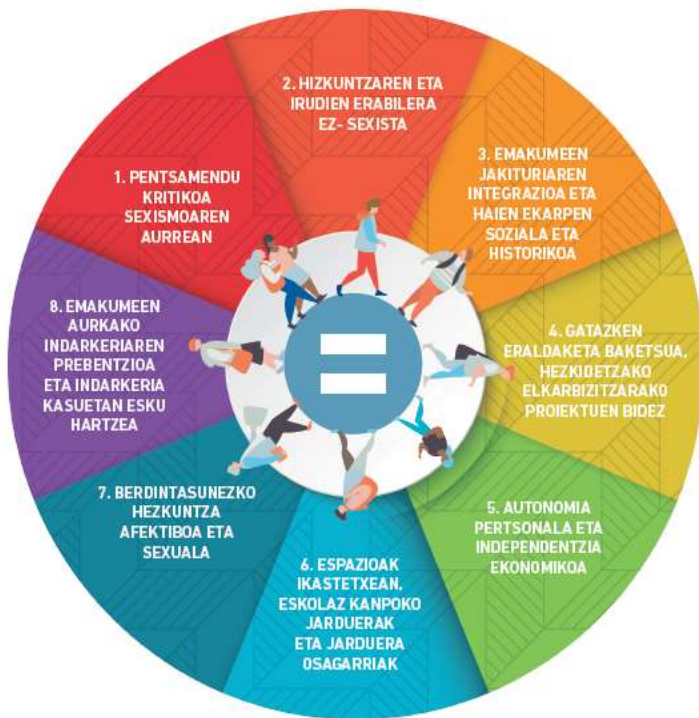 1. PENTSAMENDU
KRITIKOA
SEXISMOAREN
AURREAN
2. HIZKUNTZAREN ETA
IRUDIEN ERABILERA
EZ- SEXISTA
3. EMAKUMEEN
JAKITURIAREN
INTEGRAZIOA ETA
HAIEN EKARPEN
SOZIALA ETA
HISTORIKOA
4. GATAZKEN
ERALDAKETA BAKETSUA,
HEZKIDETZAKO
ELKARBIZITZARAKO
PROIEKTUEN BIDEZ
5. AUTONOMIA
PERTSONALA ETA
INDEPENDENTZIA
EKONOMIKOA
6. ESPAZIOAK
IKASTETXEAN,
ESKOLAZ KANPOKO
JARDUERAK
ETA JARDUERA
OSAGARRIAK
7. BERDINTASUNEZKO
HEZKUNTZA
AFEKTIBOA ETA
SEXUALA
8. EMAKUMEEN
AURKAKO
INDARKERIAREN
PREBENTZIOA
ETA INDARKERIA
KASUETAN ESKU
HARTZEA
=